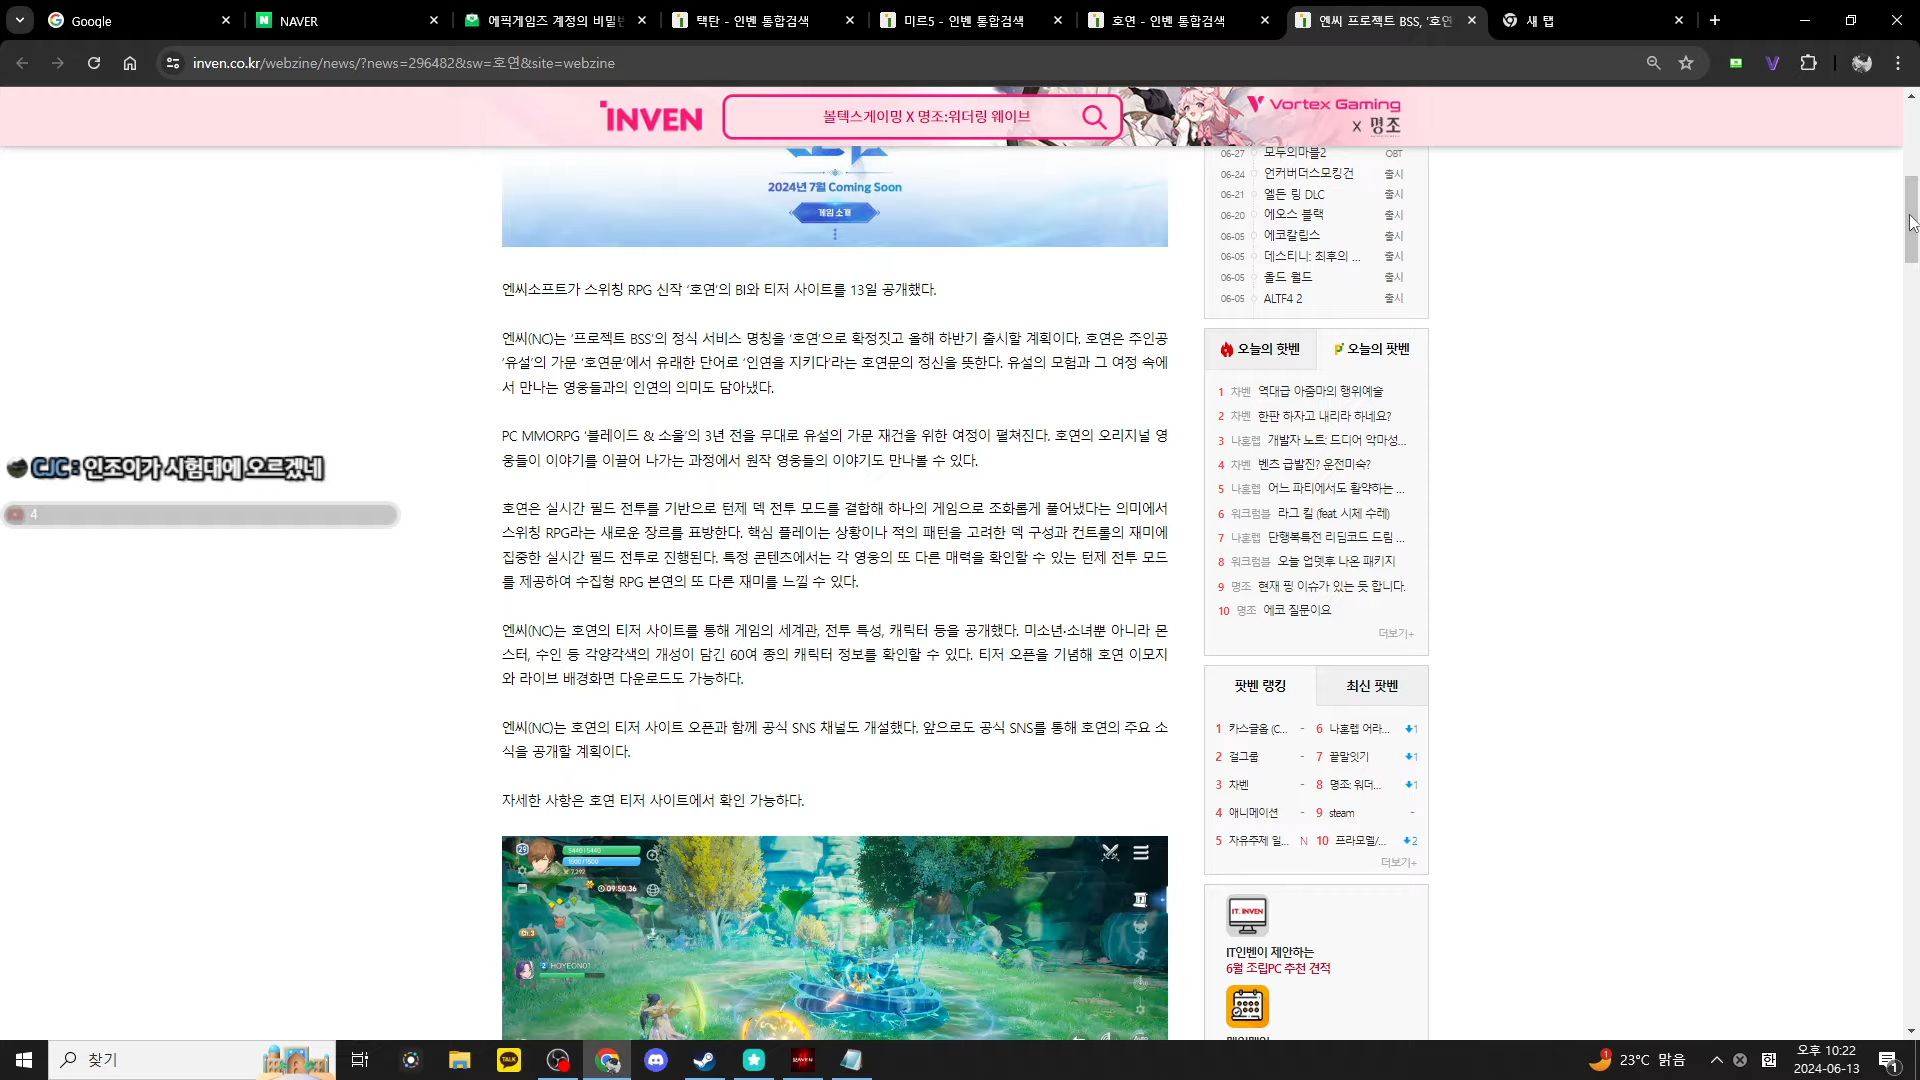 Google
NAVER
에픽게임즈 계정의 비밀번
택탄 - 인벤 통합검색
미르5 - 인벤 통합검색
호연 - 인벤 통합검색
엔씨 프로젝트 BSS, '호연
새 탭
inven.co.kr/webzine/news/?news=296482&sw=호연&site=webzine
INVEN
볼텍스게이밍 X 명조:워더링 웨이브
Vortex Gaming
X 명조
2024년 7월 Coming Soon
게임 소개
엔씨소프트가 스위칭 RPG 신작 '호연'의 BI와 티저 사이트를 13일 공개했다.
엔씨(NC)는 '프로젝트 BSS'의 정식 서비스 명칭을 '호연'으로 확정짓고 올해 하반기 출시할 계획이다. 호연은 주인공
'유설'의 가문 '호연문'에서 유래한 단어로 '인연을 지키다'라는 호연문의 정신을 뜻한다. 유설의 모험과 그 여정 속에
서 만나는 영웅들과의 인연의 의미도 담아냈다.
PC MMORPG '블레이드 & 소울'의 3년 전을 무대로 유설의 가문 재건을 위한 여정이 펼쳐진다. 호연의 오리지널 영
웅들이 이야기를 이끌어 나가는 과정에서 원작 영웅들의 이야기도 만나볼 수 있다.
CJC : 인조이가 시험대에 오르겠네
4
호연은 실시간 필드 전투를 기반으로 턴제 덱 전투 모드를 결합해 하나의 게임으로 조화롭게 풀어냈다는 의미에서
스위칭 RPG라는 새로운 장르를 표방한다. 핵심 플레이는 상황이나 적의 패턴을 고려한 덱 구성과 컨트롤의 재미에
집중한 실시간 필드 전투로 진행된다. 특정 콘텐츠에서는 각 영웅의 또 다른 매력을 확인할 수 있는 턴제 전투 모드
를 제공하여 수집형 RPG 본연의 또 다른 재미를 느낄 수 있다.
엔씨(NC)는 호연의 티저 사이트를 통해 게임의 세계관, 전투 특성, 캐릭터 등을 공개했다. 미소년·소녀뿐 아니라 몬
스터, 수인 등 각양각색의 개성이 담긴 60여 종의 캐릭터 정보를 확인할 수 있다. 티저 오픈을 기념해 호연 이모지
와 라이브 배경화면 다운로드도 가능하다.
엔씨(NC)는 호연의 티저 사이트 오픈과 함께 공식 SNS 채널도 개설했다. 앞으로도 공식 SNS를 통해 호연의 주요 소
식을 공개할 계획이다.
자세한 사항은 호연 티저 사이트에서 확인 가능하다.
29
5440/5440
7,292
09:50:36
Ch.3
2 HOYEON01
06-27 모두의마블2 OBT
06-24 언커버더스모킹건 출시
06-21 엘든 링 DLC 출시
06-20 에오스 블랙 출시
06-05 에코칼립스 출시
06-05 데스티니: 최후의 ... 출시
06-05 올드 월드 출시
06-05 ALTF4 2 출시
오늘의 핫벤
오늘의 팟벤
1 차벤 역대급 아줌마의 행위예술
2 차벤 한판 하자고 내리라 하네요?
3 나혼렙 개발자 노트: 드디어 악마성...
4 차벤 벤츠 급발진? 운전미숙?
5 나혼렙 어느 파티에서도 활약하는 ...
6 워크럼블 라그 킬 (feat. 시체 수레)
7 나혼렙 단행복특전 리딤코드 드림 ...
8 워크럼블 오늘 업뎃후 나온 패키지
9 명조 현재 핑 이슈가 있는 듯 합니다.
10 명조 에코 질문이요
더보기+
팟벤 랭킹
최신 팟벤
1 카스글옵 (C... - 6 나혼렙 어라... 1
2 걸그룹 - 7 끝말잇기 1
3 차벤 - 8 명조: 워더... 1
4 애니메이션 - 9 steam -
5 자유주제 일... N 10 프라모델/... 2
더보기+
IT. INVEN
IT인벤이 제안하는
6월 조립PC 추천 견적
찾기
TALK
RAVEN
1
23°C 맑음
한
오후 10:22
2024-06-13
1